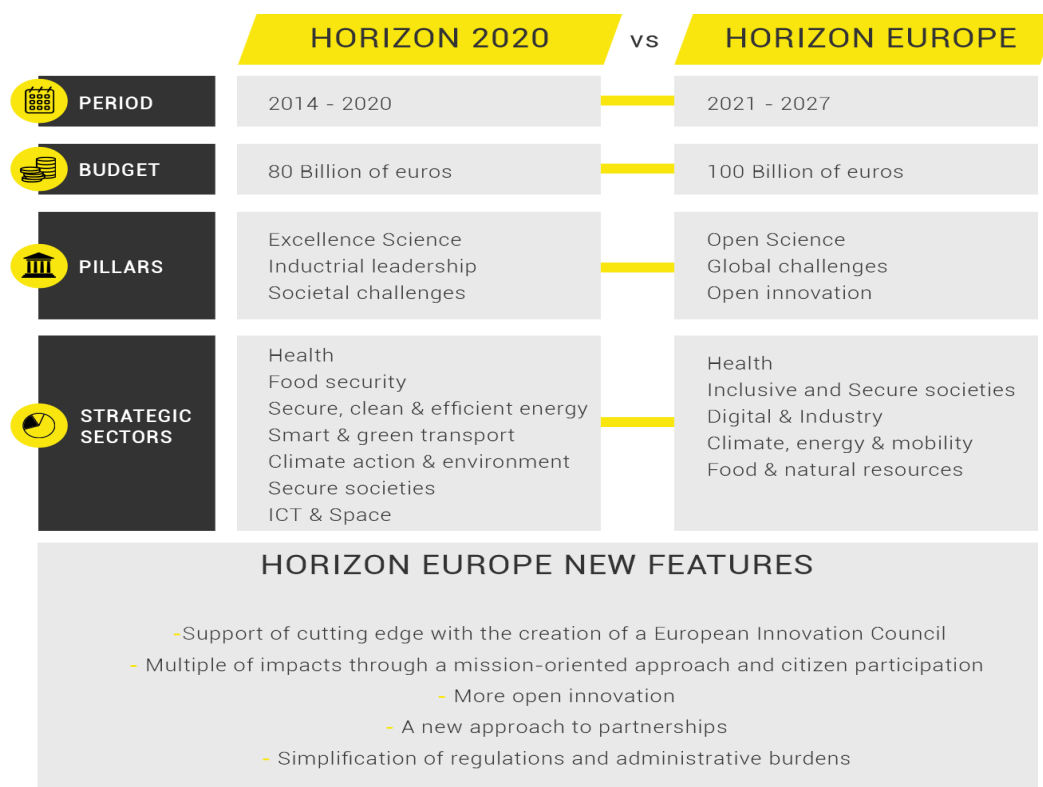 HORIZON 2020 vs HORIZON EUROPE
PERIOD
2014 - 2020
2021 - 2027
BUDGET
80 Billion of euros
100 Billion of euros
PILLARS
Excellence Science
Inductrial leadership
Societal challenges
Open Science
Global challenges
Open innovation
STRATEGIC
SECTORS
Health
Food security
Secure, clean & efficient energy
Smart & green transport
Climate action & environment
Secure societies
ICT & Space
Health
Inclusive and Secure societies
Digital & Industry
Climate, energy & mobility
Food & natural resources
HORIZON EUROPE NEW FEATURES
-Support of cutting edge with the creation of a European Innovation Council
- Multiple of impacts through a mission-oriented approach and citizen participation
- More open innovation
- A new approach to partnerships
- Simplification of regulations and administrative burdens